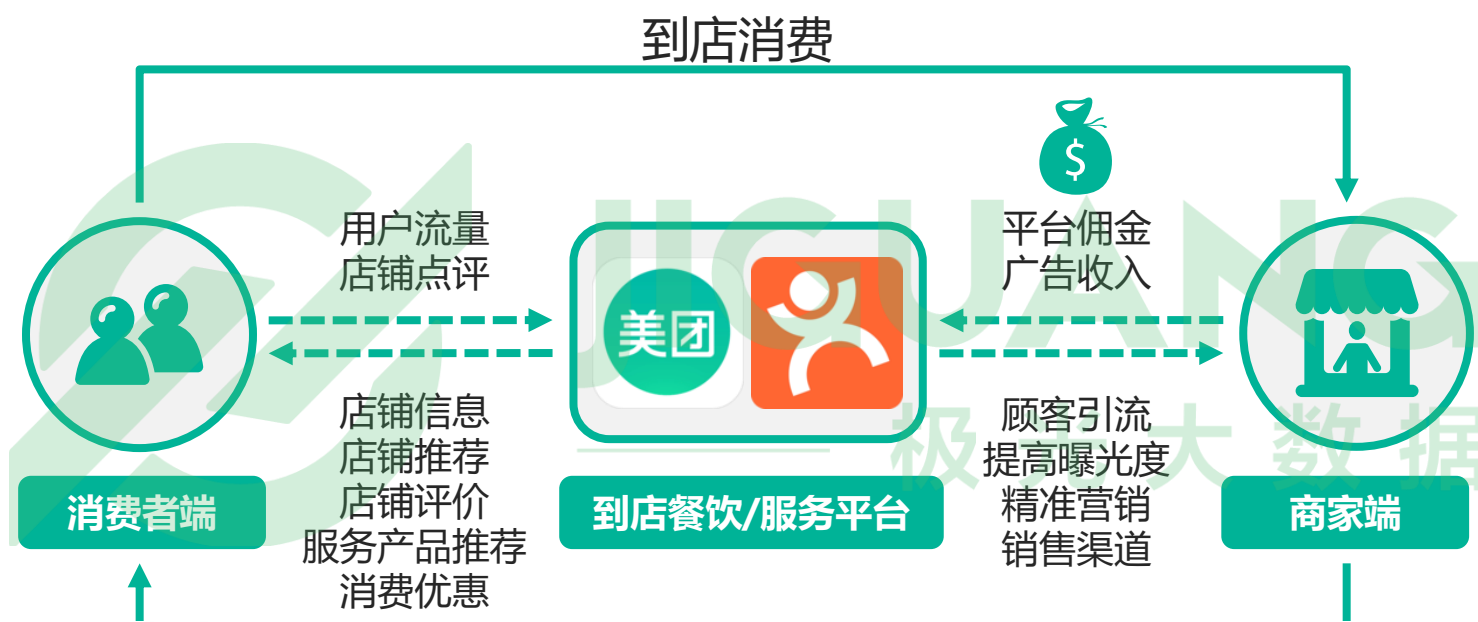 到店消费
$
用户流量
店铺点评
平台佣金
广告收入
JIGUANG
美团
店铺信息
店铺推荐
店铺评价
服务产品推荐
消费优惠
顾客引流
提高曝光度
精准营销
销售渠道
极光大数据
消费者端
到店餐饮/服务平台
商家端